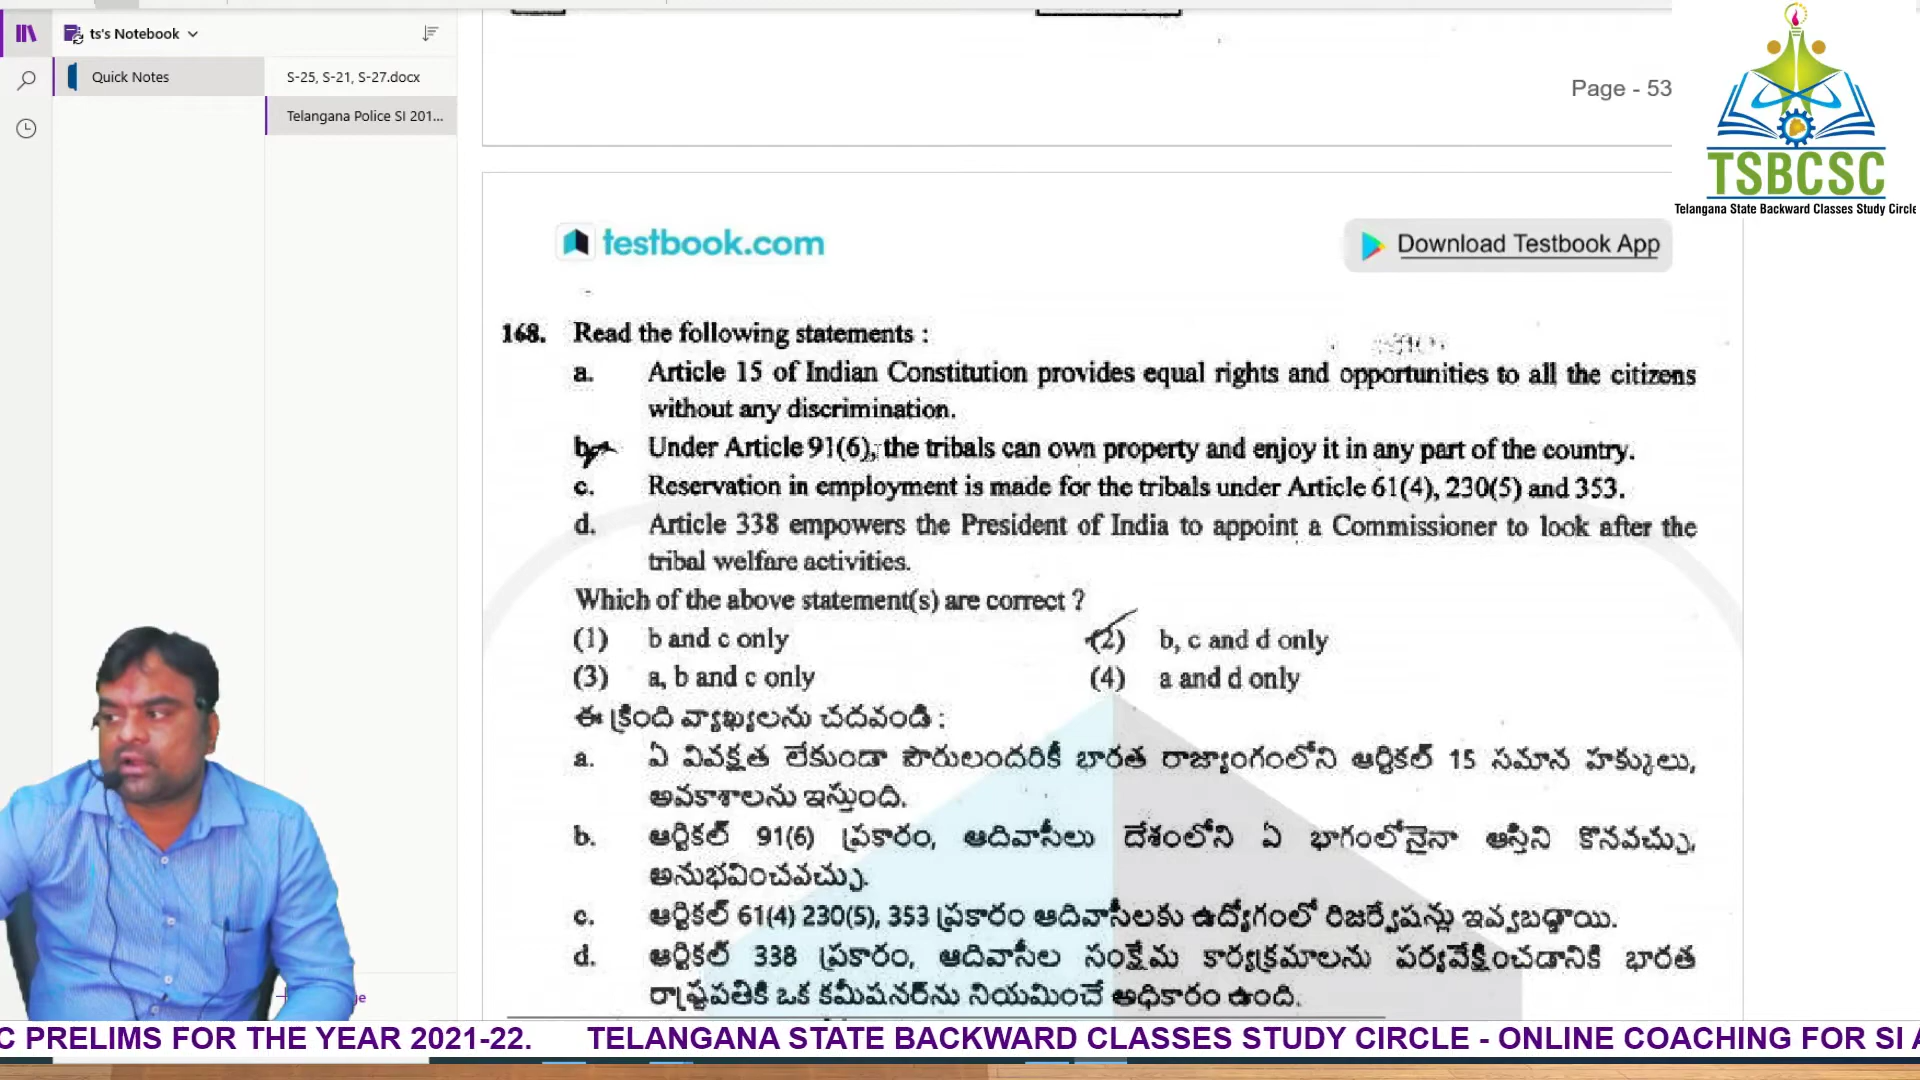 ts's Notebook
Quick Notes
S-25, S-21, S-27.docx
Telangana Police SI 201...
Page - 53
TSBCSC
Telangana State Backward Classes Study Circle
testbook.com
Download Testbook App
168. Read the following statements :
a. Article 15 of Indian Constitution provides equal rights and opportunities to all the citizens
without any discrimination.
b. Under Article 91(6), the tribals can own property and enjoy it in any part of the country.
c. Reservation in employment is made for the tribals under Article 61(4), 230(5) and 353.
d. Article 338 empowers the President of India to appoint a Commissioner to look after the
tribal welfare activities.
Which of the above statement(s) are correct ?
(1) b and c only (2) b, c and d only
(3) a, b and c only (4) a and d only
ఈ క్రింది వ్యాఖ్యలను చదవండి :
a. ఏ వివక్షత లేకుండా పౌరులందరికీ భారత రాజ్యాంగంలోని ఆర్టికల్ 15 సమాన హక్కులు,
అవకాశాలను ఇస్తుంది.
b. ఆర్టికల్ 91(6) ప్రకారం, ఆదివాసీలు దేశంలోని ఏ భాగంలోనైనా ఆస్తిని కొనవచ్చు,
అనుభవించవచ్చు.
c. ఆర్టికల్ 61(4) 230(5), 353 ప్రకారం ఆదివాసీలకు ఉద్యోగంలో రిజర్వేషన్లు ఇవ్వబడ్డాయి.
d. ఆర్టికల్ 338 ప్రకారం, ఆదివాసీల సంక్షేమ కార్యక్రమాలను పర్యవేక్షించడానికి భారత
రాష్ట్రపతికి ఒక కమీషనర్‌ను నియమించే అధికారం ఉంది.
C PRELIMS FOR THE YEAR 2021-22. TELANGANA STATE BACKWARD CLASSES STUDY CIRCLE - ONLINE COACHING FOR SI A